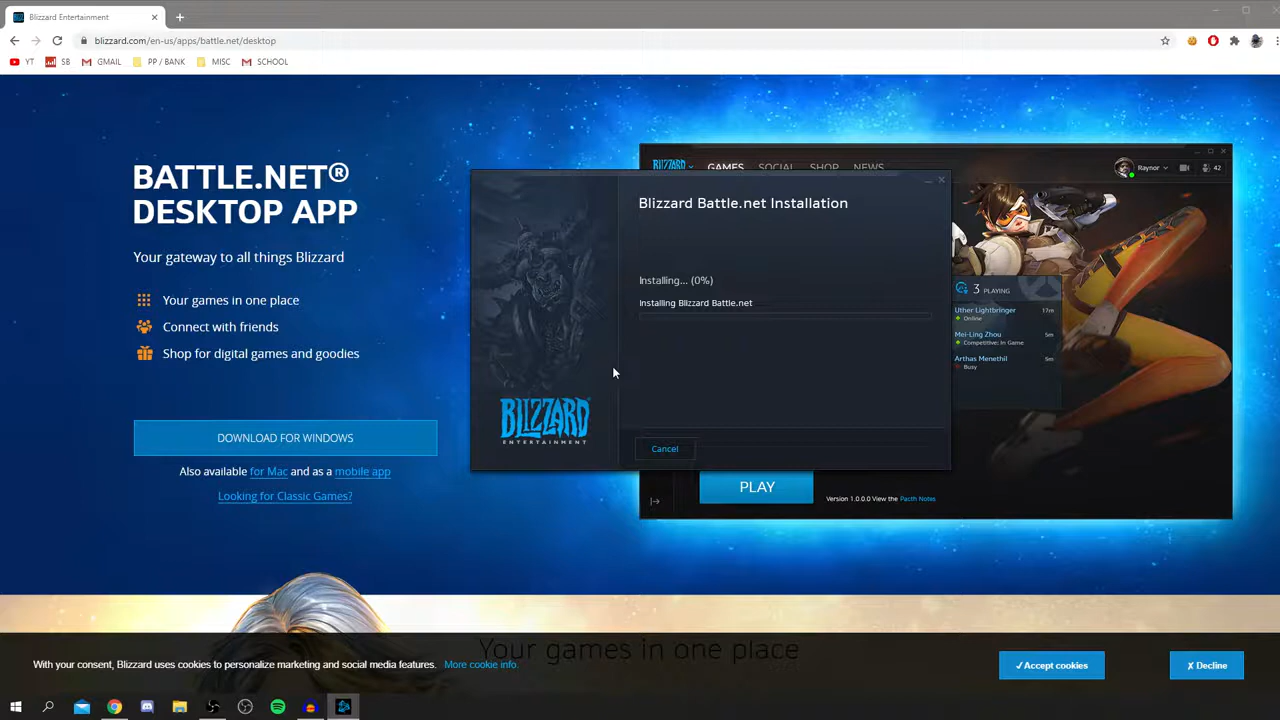 Blizzard Entertainment
blizzard.com/en-us/apps/battle.net/desktop
YT SB GMAIL PP / BANK MISC SCHOOL
BATTLE.NET®
DESKTOP APP
Your gateway to all things Blizzard
Your games in one place
Connect with friends
Shop for digital games and goodies
DOWNLOAD FOR WINDOWS
Also available for Mac and as a mobile app
Looking for Classic Games?
BLIZZARD GAMES SOCIAL SHOP NEWS
Raynor 42
Blizzard Battle.net Installation
Installing... (0%)
Installing Blizzard Battle.net
BLIZZARD
ENTERTAINMENT
Cancel
3 PLAYING
Uther Lightbringer 17m
Online
Mei-Ling Zhou 5m
Competitive: In Game
Arthas Menethil 5m
Busy
PLAY
Version 1.0.0.0 View the Pacth Notes
Your games in one place
With your consent, Blizzard uses cookies to personalize marketing and social media features. More cookie info.
✓Accept cookies
✗ Decline